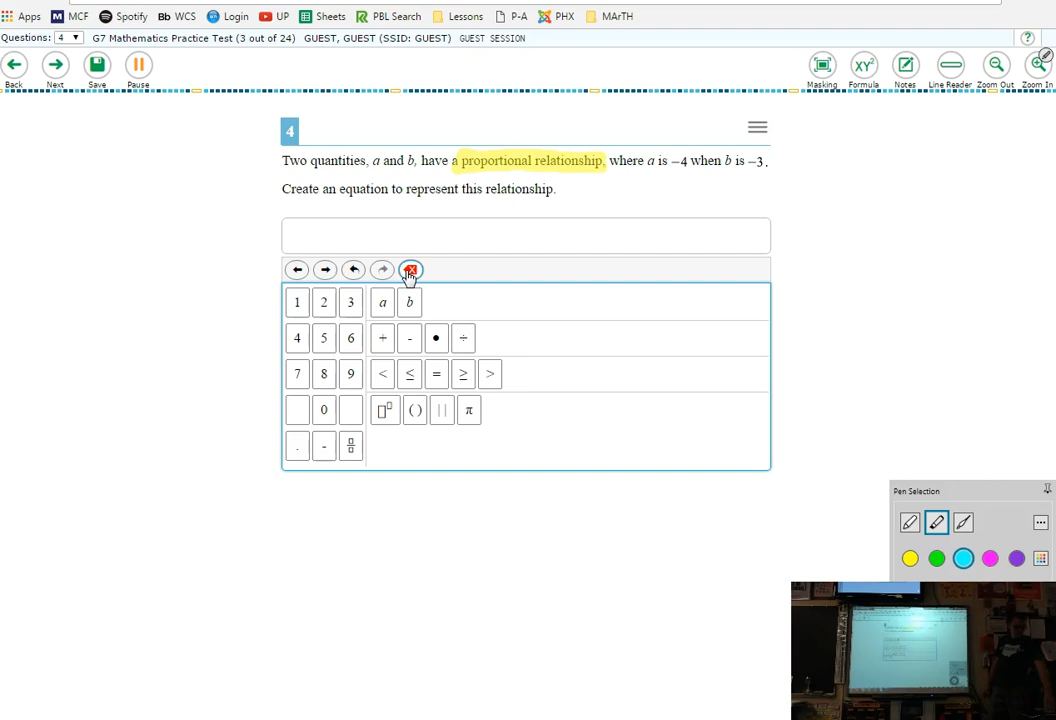 Apps MCF Spotify Bb WCS Login UP Sheets PBL Search Lessons P-A PHX MArTH
Questions: 4 G7 Mathematics Practice Test (3 out of 24) GUEST, GUEST (SSID: GUEST) GUEST SESSION ?
XY²
Back Next Save Pause Masking Formula Notes Line Reader Zoom Out Zoom In
4
Two quantities, a and b, have a proportional relationship, where a is −4 when b is −3.
Create an equation to represent this relationship.
1 2 3 a b
4 5 6 + - • ÷
7 8 9 < ≤ = ≥ >
0 ( ) | | π
. -
Pen Selection